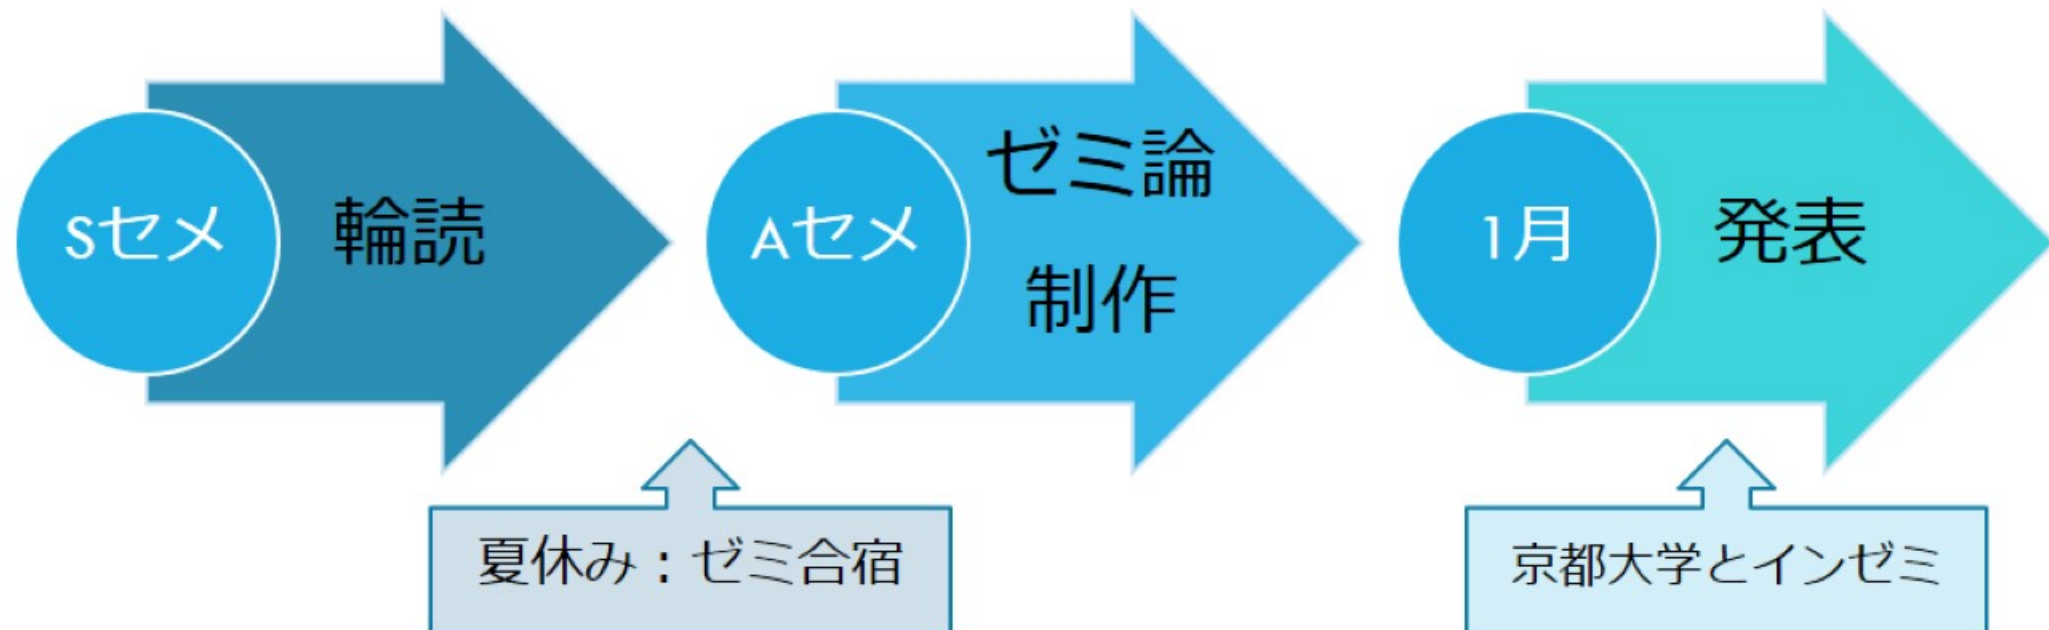 Sセメ
輪読
Aセメ
ゼミ論
制作
1月
発表
夏休み：ゼミ合宿
京都大学とインゼミ